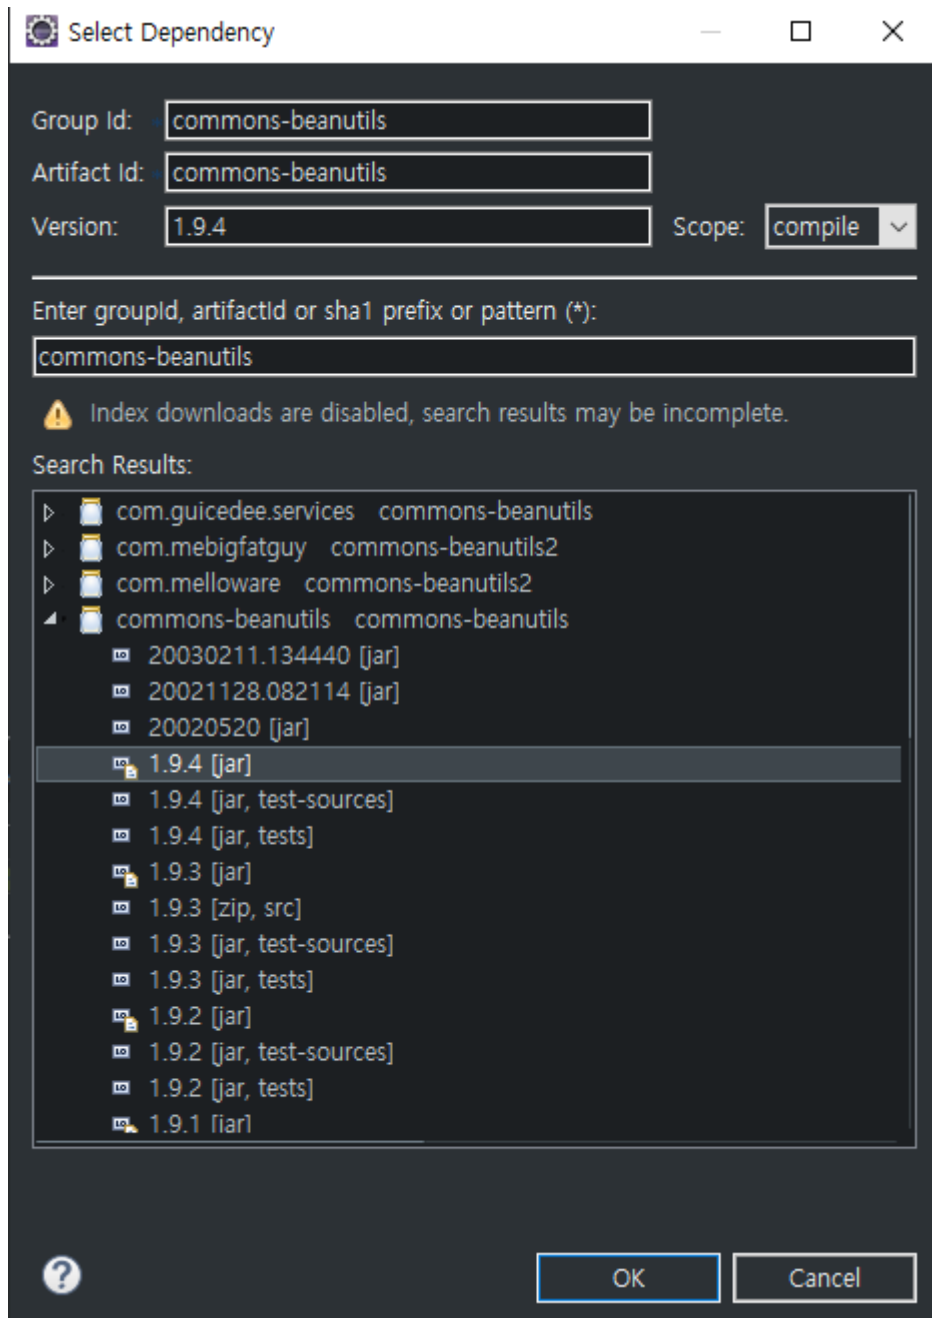 Select Dependency
Group Id: commons-beanutils
Artifact Id: commons-beanutils
Version: 1.9.4 Scope: compile
Enter groupId, artifactId or sha1 prefix or pattern (*):
commons-beanutils
Index downloads are disabled, search results may be incomplete.
Search Results:
com.guicedee.services commons-beanutils
com.mebigfatguy commons-beanutils2
com.melloware commons-beanutils2
commons-beanutils commons-beanutils
20030211.134440 [jar]
20021128.082114 [jar]
20020520 [jar]
1.9.4 [jar]
1.9.4 [jar, test-sources]
1.9.4 [jar, tests]
1.9.3 [jar]
1.9.3 [zip, src]
1.9.3 [jar, test-sources]
1.9.3 [jar, tests]
1.9.2 [jar]
1.9.2 [jar, test-sources]
1.9.2 [jar, tests]
1.9.1 [jar]
OK Cancel